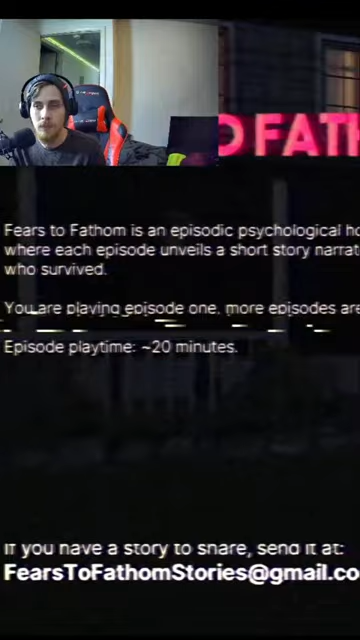 O FATH
Fears to Fathom is an episodic psychological ho
where each episode unveils a short story narrat
who survived.
You are playing episode one, more episodes are
Episode playtime: ~20 minutes.
If you have a story to share, send it at:
FearsToFathomStories@gmail.co